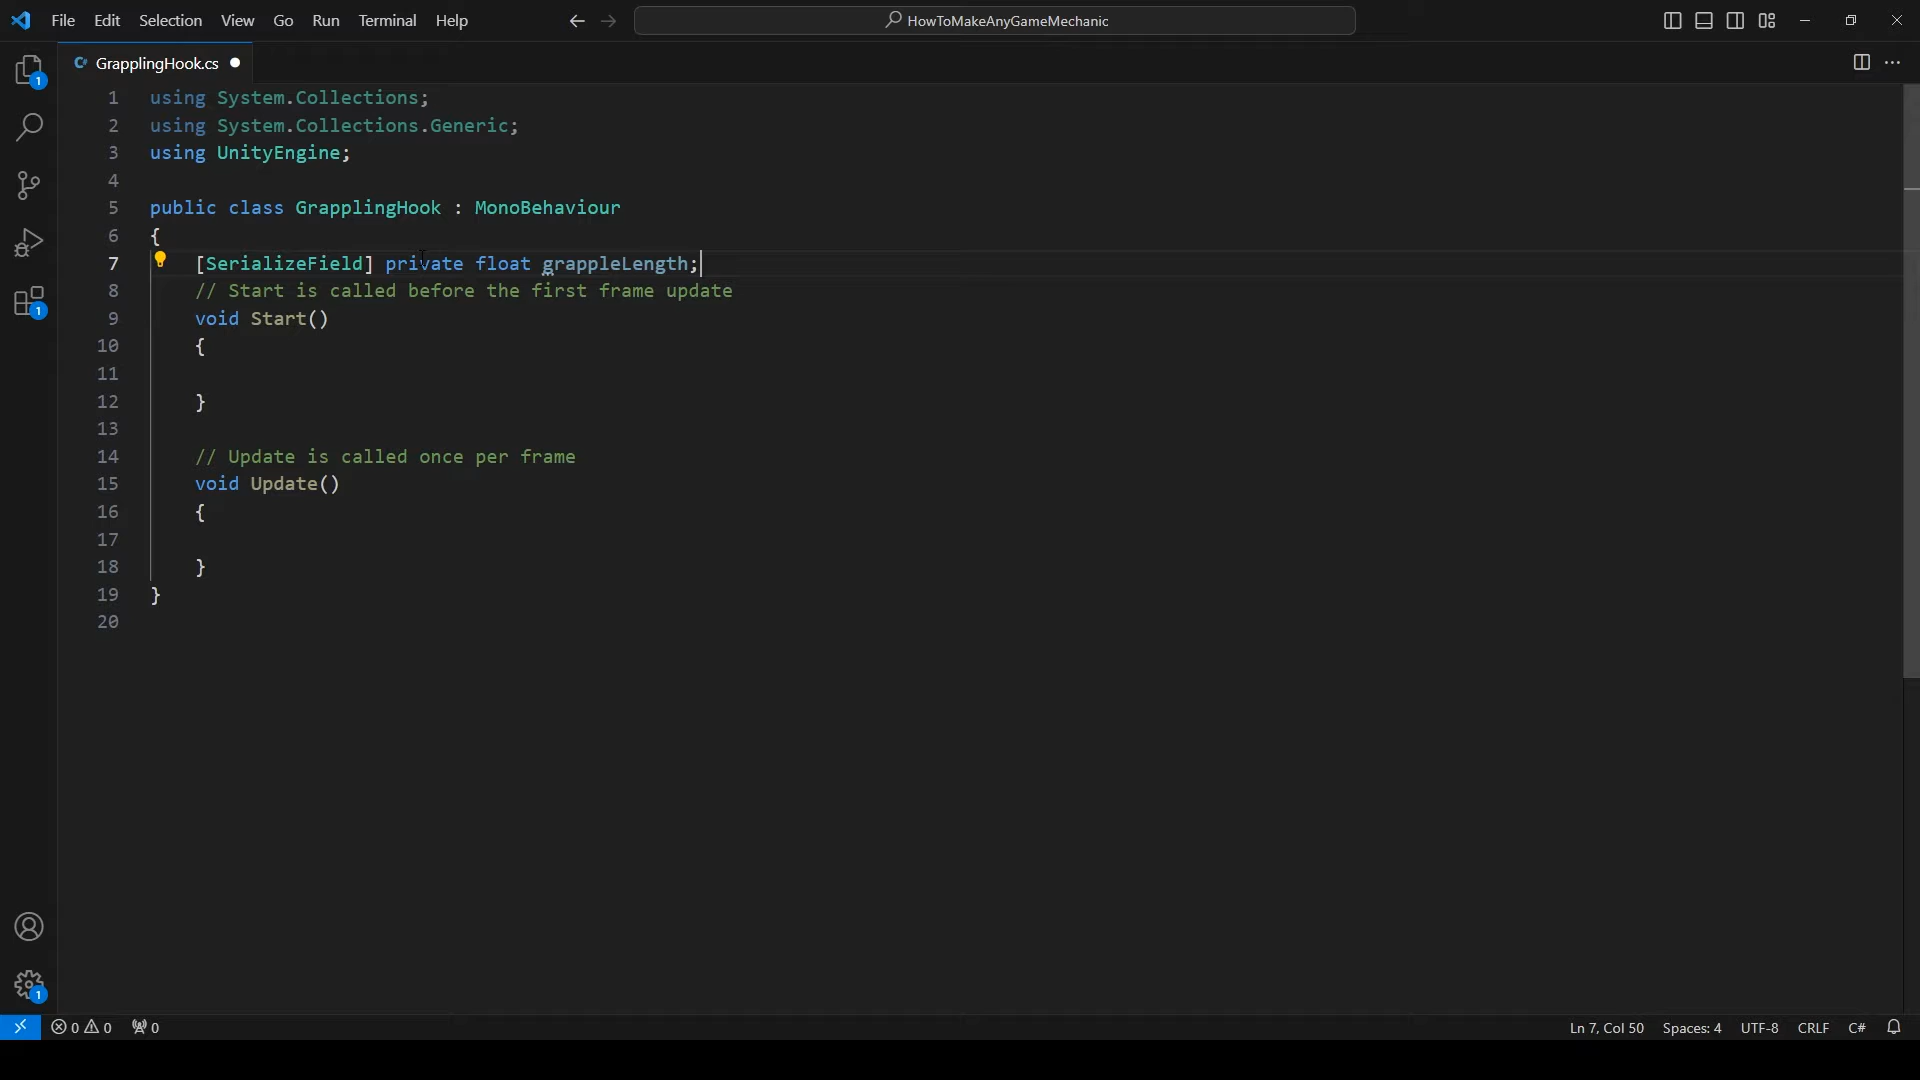 File Edit Selection View Go Run Terminal Help
HowToMakeAnyGameMechanic
GrapplingHook.cs
1 using System.Collections;
2 using System.Collections.Generic;
3 using UnityEngine;
4
5 public class GrapplingHook : MonoBehaviour
6 {
7 [SerializeField] private float grappleLength;
8 // Start is called before the first frame update
9 void Start()
10 {
11
12 }
13
14 // Update is called once per frame
15 void Update()
16 {
17
18 }
19 }
20
1
1
1
0 0 0 Ln 7, Col 50 Spaces: 4 UTF-8 CRLF C#